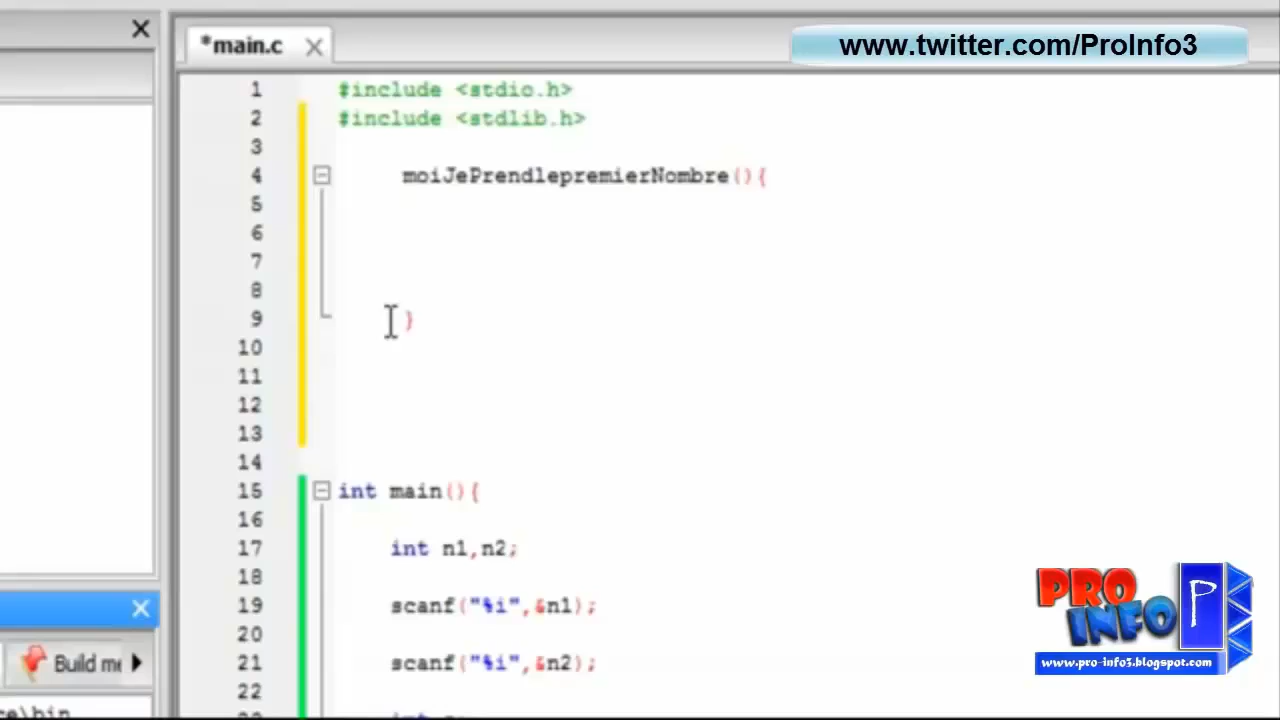 www.twitter.com/ProInfo3
*main.c
1 #include <stdio.h>
2 #include <stdlib.h>
3
4 moiJePrendlepremierNombre(){
5
6
7
8
9 }
10
11
12
13
14
15 int main(){
16
17 int n1,n2;
18
19 scanf("%i",&n1);
20
21 scanf("%i",&n2);
22
Build me
PRO
INFO
P
www.pro-info3.blogspot.com